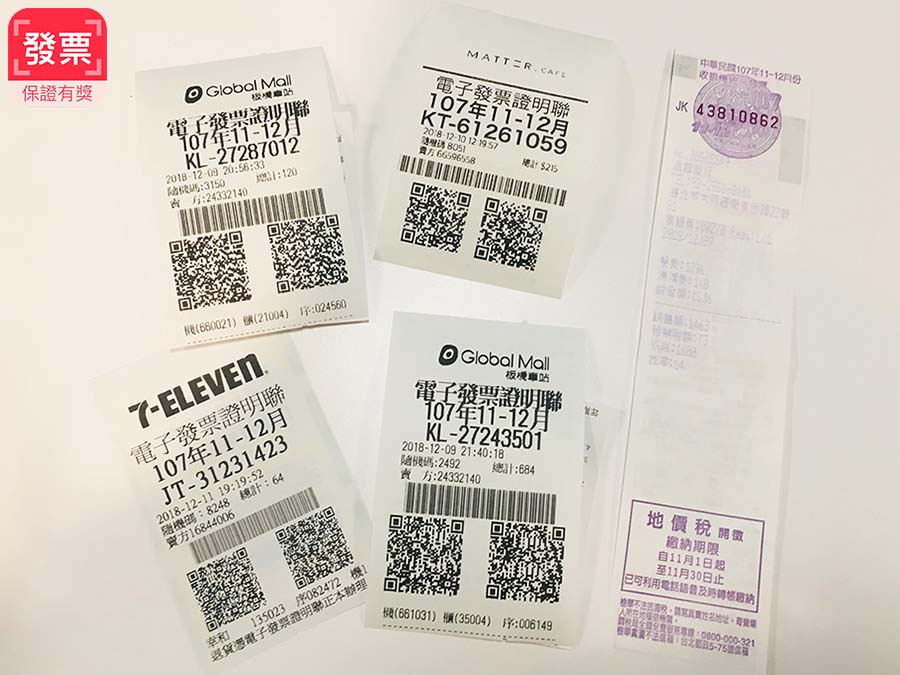 發票
保證有獎
Global Mall
板橋車站
電子發票證明聯
107年11-12月
KL-27287012
2018-12-09 20:56:33
隨機碼:3150 總計:120
賣 方:24332140
機(660021) 櫃(21004) 序:024560
MATTER. CAFE
電子發票證明聯
107年11-12月
KT-61261059
2018-12-10 12:19:57
隨機碼 8051 總計 $215
賣方 66596558
7-ELEVEN
電子發票證明聯
107年11-12月
JT-31231423
2018-12-11 19:19:52
隨機碼: 8248 總計: 64
賣方16844006
幸和 135023 序082472 機1
退貨憑電子發票證明聯正本辦理
Global Mall
板橋車站
電子發票證明聯
107年11-12月
KL-27243501
2018-12-09 21:40:18
隨機碼:2492 總計:684
賣 方:24332140
機(661031) 櫃(35004) 序:006149
中華民國107年11-12月份
JK 43810862
地價稅 開徵
繳納期限
自11月1日起
至11月30日止
已可利用電話語音及時轉帳繳納
0800-000-321